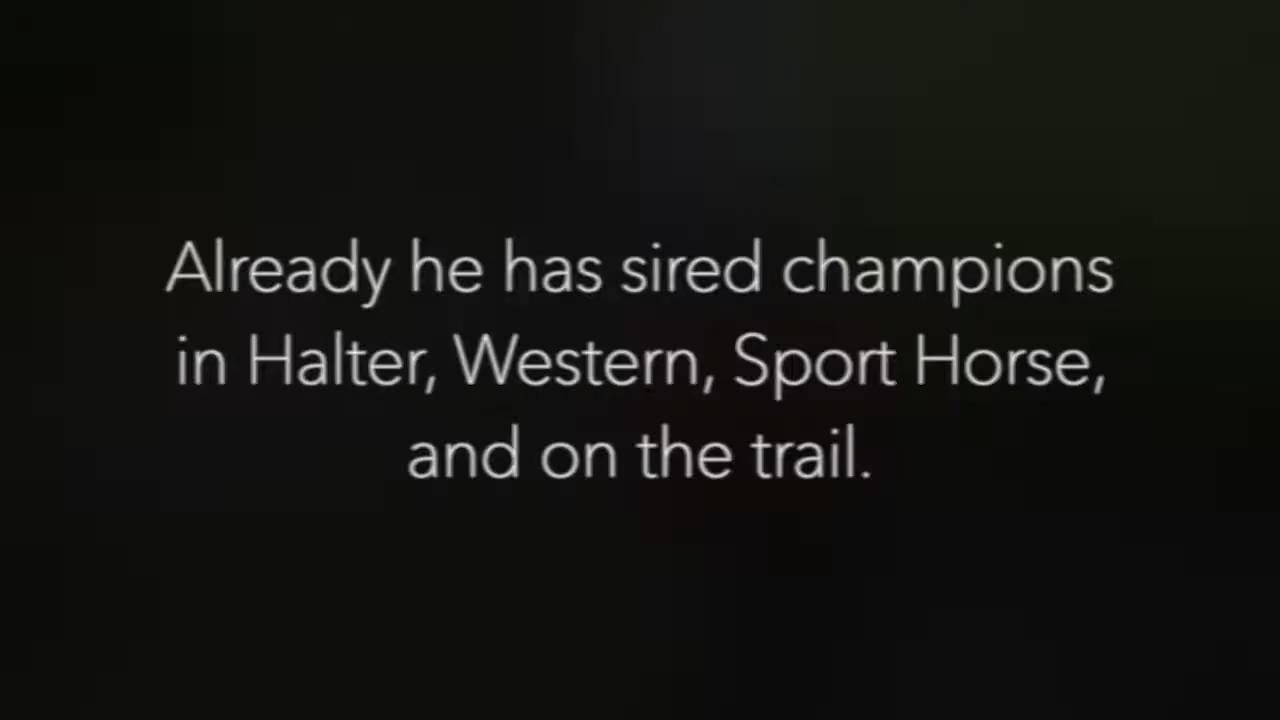 Already he has sired champions
in Halter, Western, Sport Horse,
and on the trail.